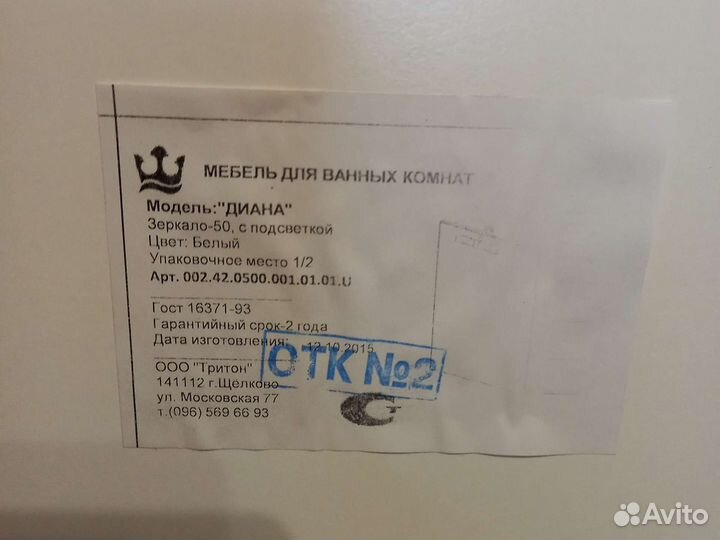 МЕБЕЛЬ ДЛЯ ВАННЫХ КОМНАТ
Модель:"ДИАНА"
Зеркало-50, с подсветкой
Цвет: Белый
Упаковочное место 1/2
Арт. 002.42.0500.001.01.01.U
Гост 16371-93
Гарантийный срок-2 года
Дата изготовления: 12.10.2015
ОТК №2
ООО "Тритон"
141112 г.Щёлково
ул. Московская 77
т.(096) 569 66 93
Avito